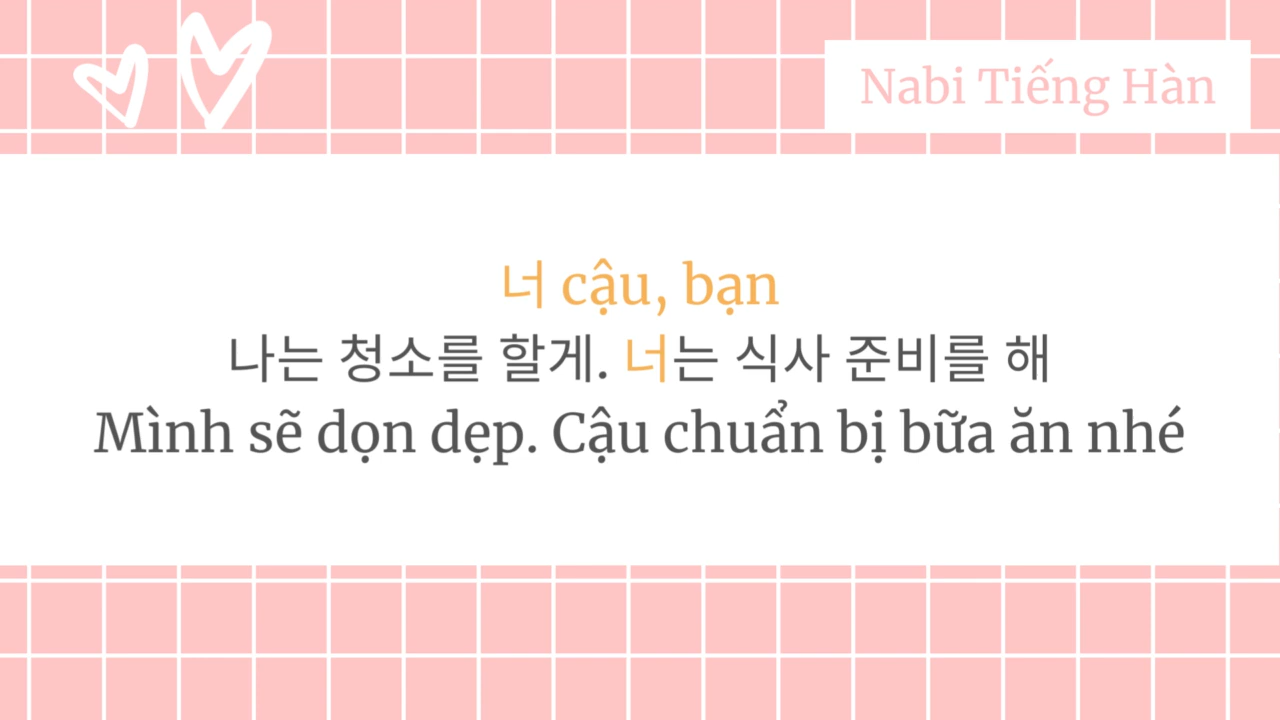 Nabi Tiếng Hàn
너 cậu, bạn
나는 청소를 할게. 너는 식사 준비를 해
Mình sẽ dọn dẹp. Cậu chuẩn bị bữa ăn nhé